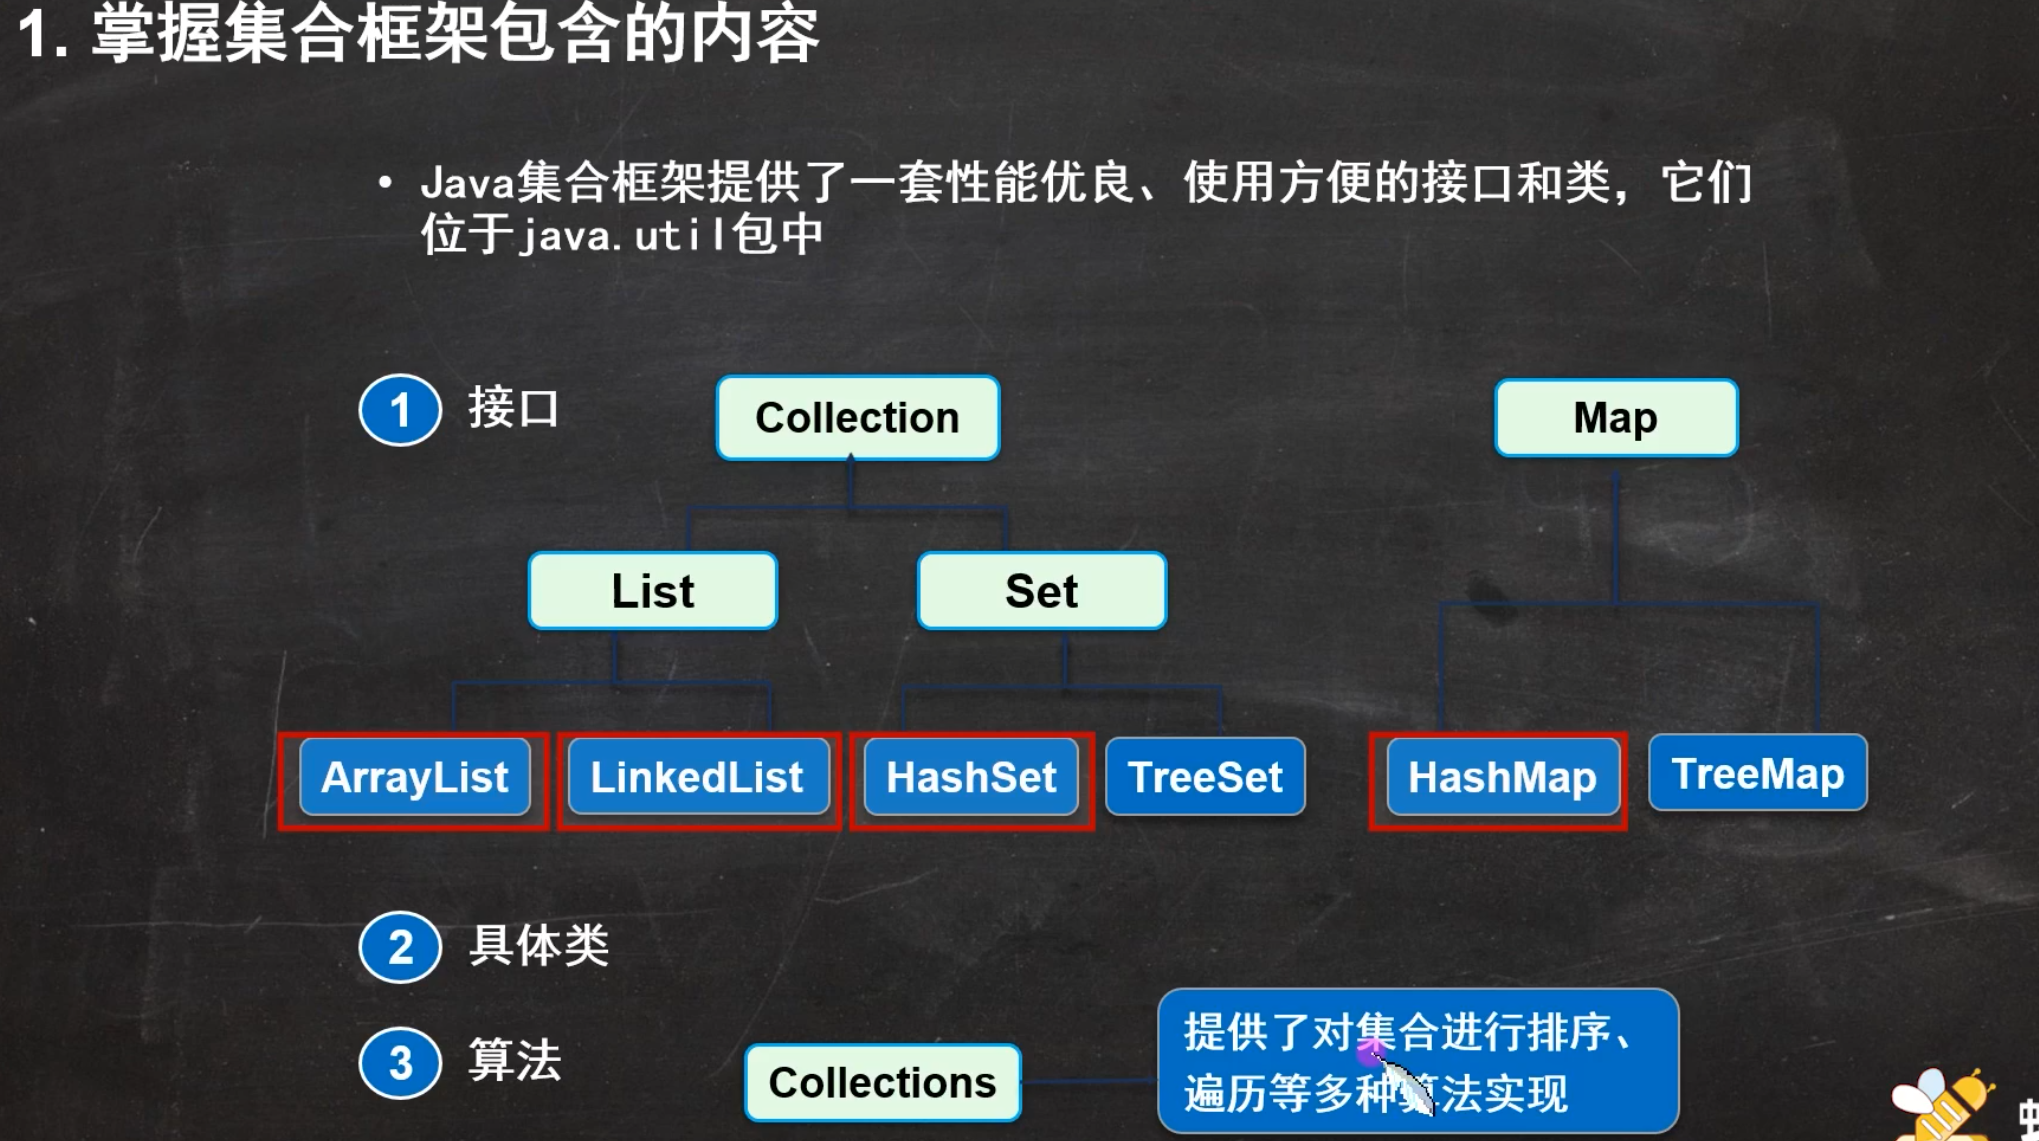 1. 掌握集合框架包含的内容
• Java集合框架提供了一套性能优良、使用方便的接口和类，它们
位于java.util包中
1 接口
Collection
Map
List
Set
ArrayList
LinkedList
HashSet
TreeSet
HashMap
TreeMap
2 具体类
3 算法
Collections
提供了对集合进行排序、
遍历等多种算法实现